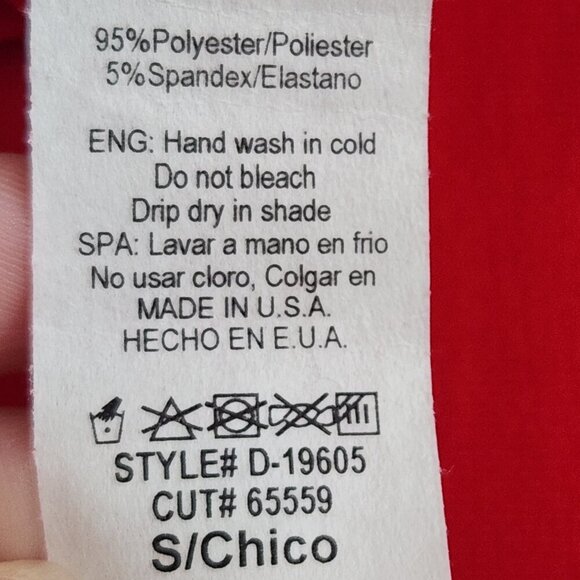 95%Polyester/Poliester
5%Spandex/Elastano
ENG: Hand wash in cold
Do not bleach
Drip dry in shade
SPA: Lavar a mano en frio
No usar cloro, Colgar en
MADE IN U.S.A.
HECHO EN E.U.A.
STYLE# D-19605
CUT# 65559
S/Chico